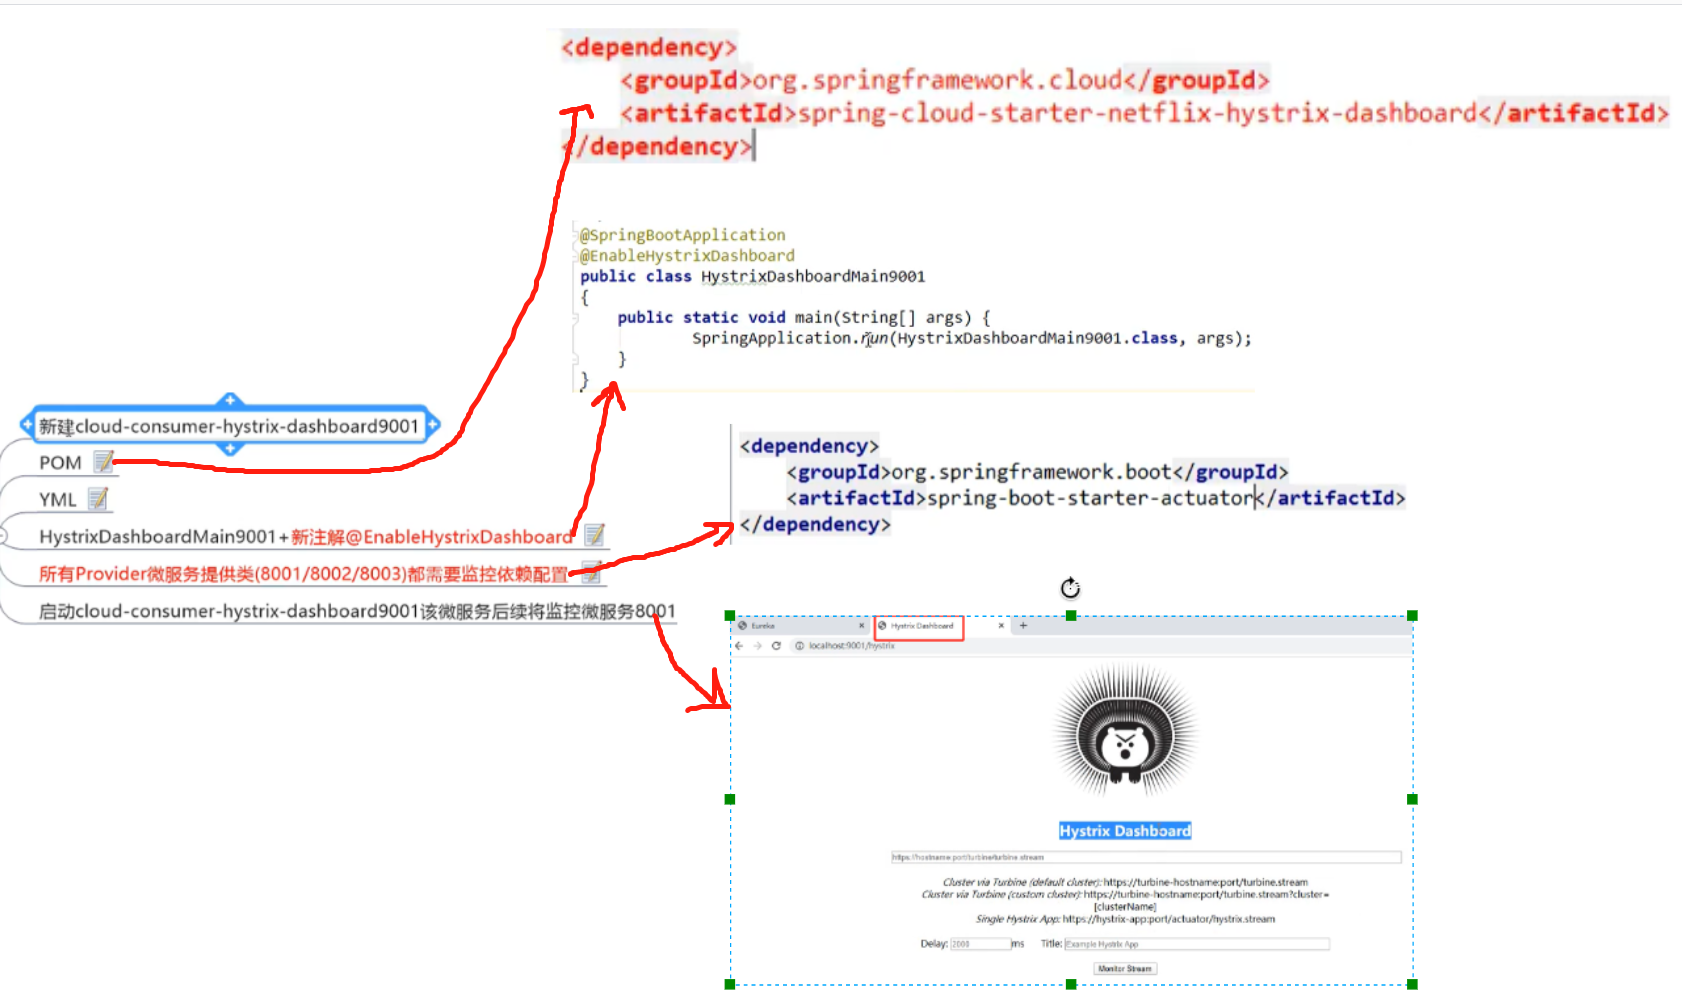 <dependency>
<groupId>org.springframework.cloud</groupId>
<artifactId>spring-cloud-starter-netflix-hystrix-dashboard</artifactId>
</dependency>
@SpringBootApplication
@EnableHystrixDashboard
public class HystrixDashboardMain9001
{
public static void main(String[] args) {
SpringApplication.run(HystrixDashboardMain9001.class, args);
}
}
新建cloud-consumer-hystrix-dashboard9001
POM
YML
HystrixDashboardMain9001+新注解@EnableHystrixDashboard
所有Provider微服务提供类(8001/8002/8003)都需要监控依赖配置
启动cloud-consumer-hystrix-dashboard9001该微服务后续将监控微服务8001
<dependency>
<groupId>org.springframework.boot</groupId>
<artifactId>spring-boot-starter-actuator</artifactId>
</dependency>
Eureka
Hystrix Dashboard
localhost:9001/hystrix
Hystrix Dashboard
https://hostname:port/turbine/turbine.stream
Cluster via Turbine (default cluster): https://turbine-hostname:port/turbine.stream
Cluster via Turbine (custom cluster): https://turbine-hostname:port/turbine.stream?cluster=
[clusterName]
Single Hystrix App: https://hystrix-app:port/actuator/hystrix.stream
Delay: 2000 ms Title: Example Hystrix App
Monitor Stream